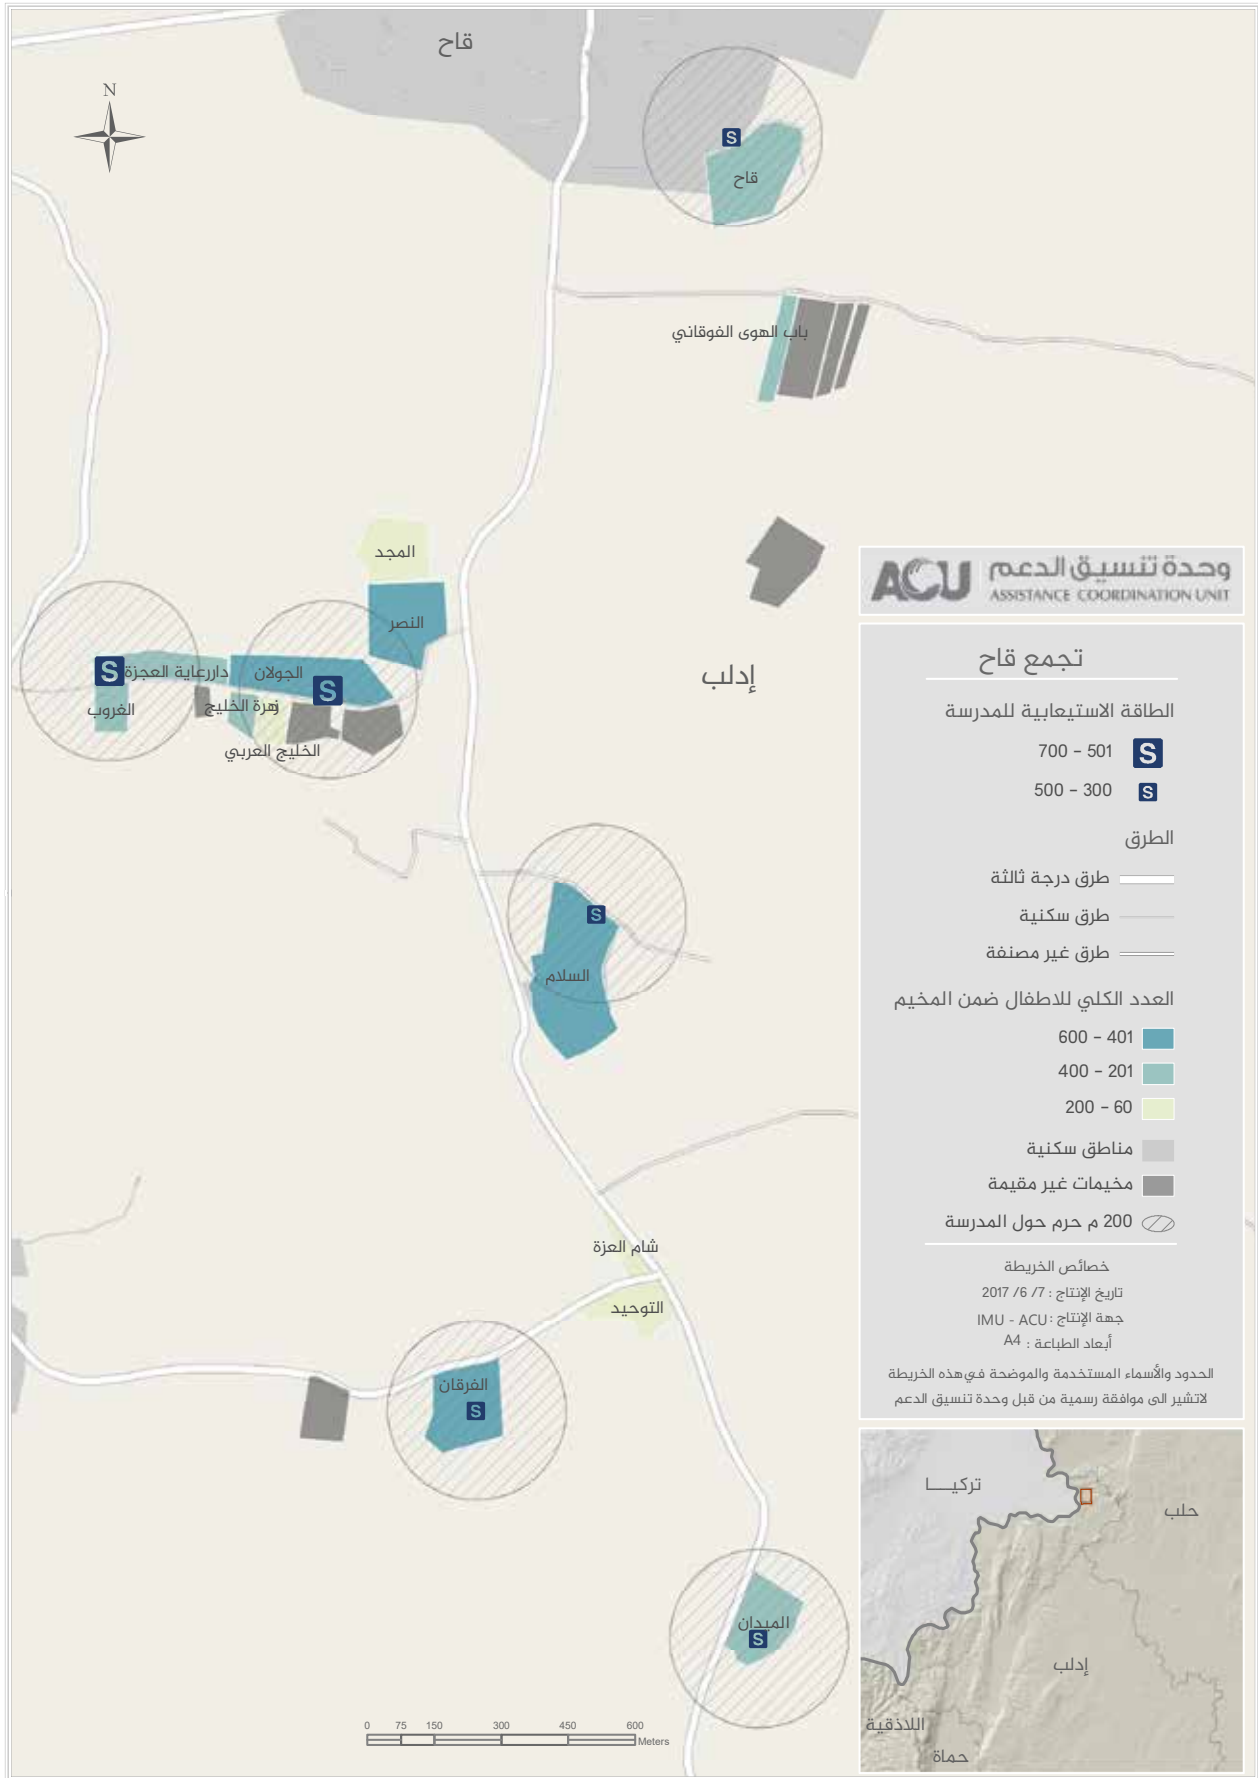 قاح
N
S
قاح
باب الهوى الفوقاني
المجد
النصر
إدلب
S
دار رعاية العجزة
الجولان
S
الغروب
زهرة الخليج
الخليج العربي
S
السلام
شام العزة
التوحيد
الفرقان
S
الميدان
S
0 75 150 300 450 600
Meters
ACU وحدة تنسيق الدعم
ASSISTANCE COORDINATION UNIT
تجمع قاح
الطاقة الاستيعابية للمدرسة
S 501 - 700
S 300 - 500
الطرق
طرق درجة ثالثة
طرق سكنية
طرق غير مصنفة
العدد الكلي للاطفال ضمن المخيم
401 - 600
201 - 400
60 - 200
مناطق سكنية
مخيمات غير مقيمة
200 م حرم حول المدرسة
خصائص الخريطة
تاريخ الإنتاج : 7/ 6/ 2017
جهة الإنتاج : IMU - ACU
أبعاد الطباعة : A4
الحدود والأسماء المستخدمة والموضحة في هذه الخريطة
لاتشير الى موافقة رسمية من قبل وحدة تنسيق الدعم
تركيـــا
حلب
إدلب
اللاذقية
حماة